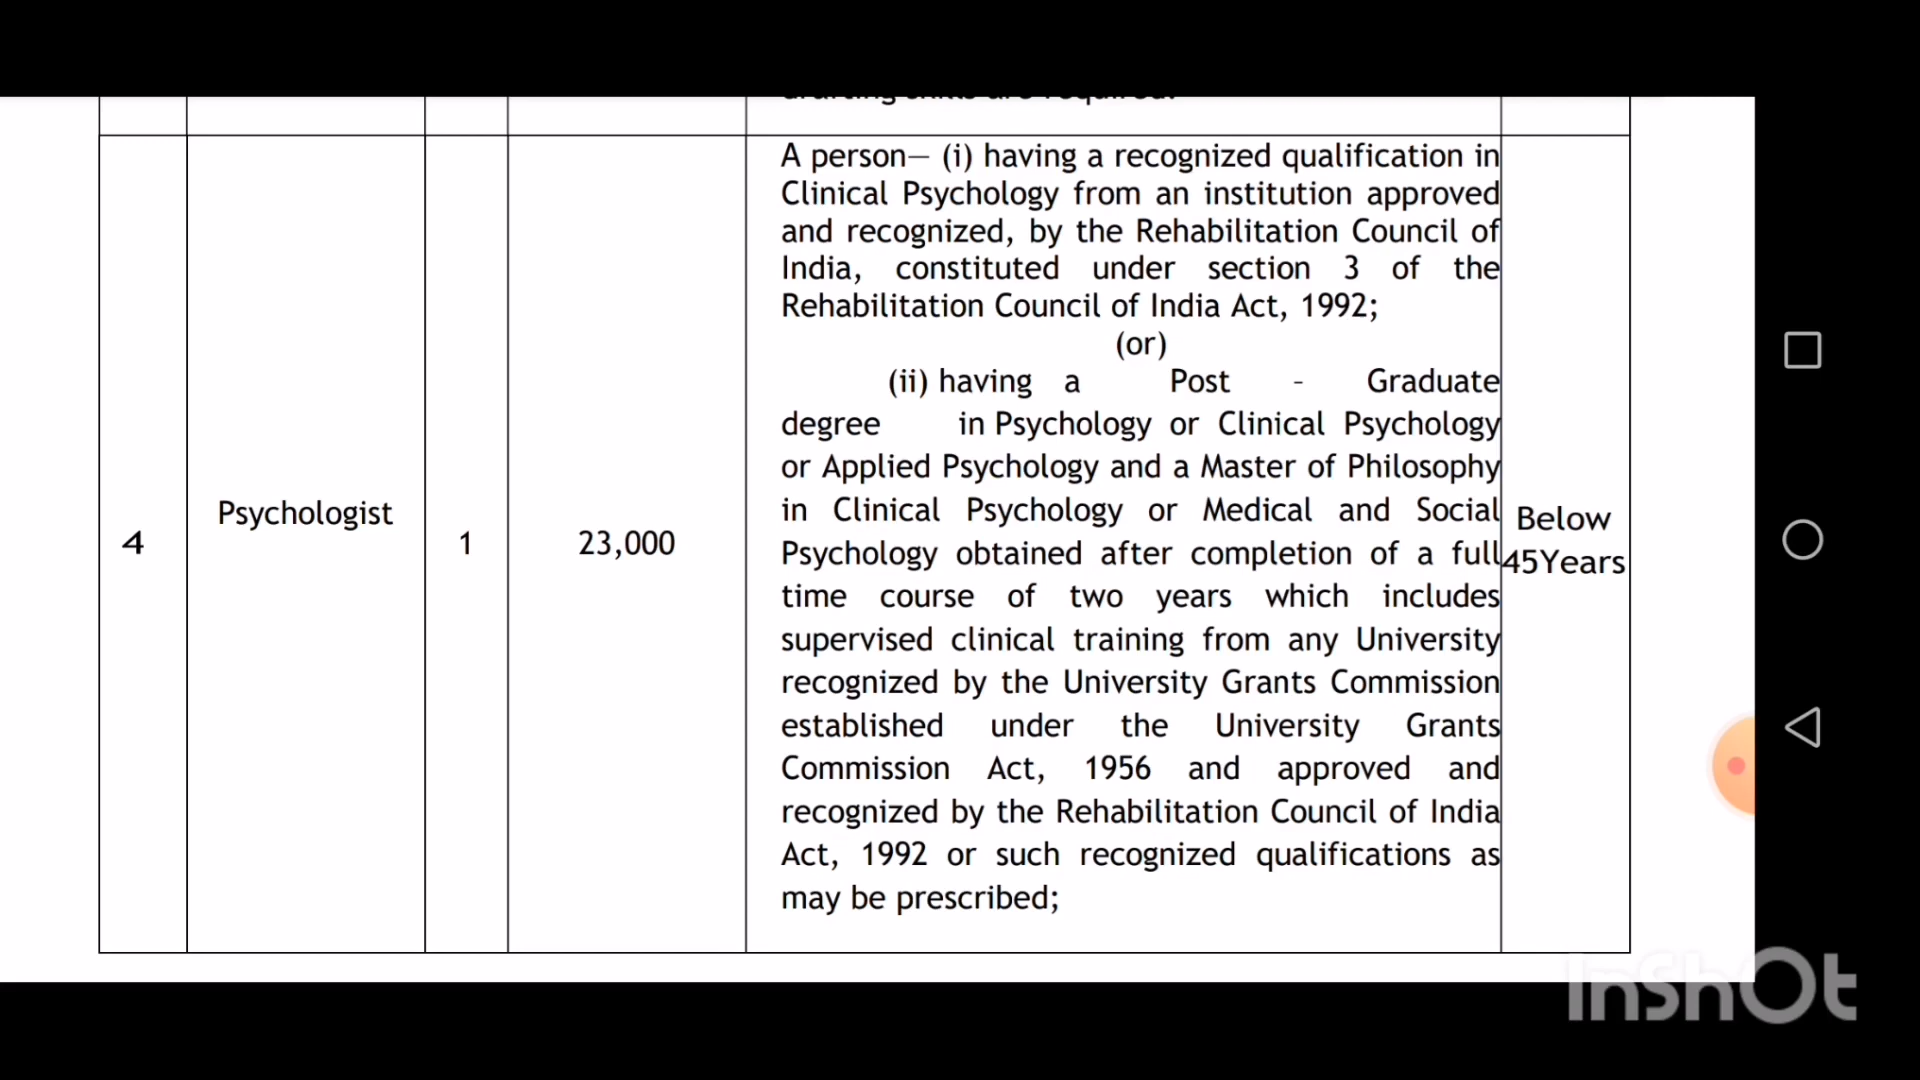 A person— (i) having a recognized qualification in
Clinical Psychology from an institution approved
and recognized, by the Rehabilitation Council of
India, constituted under section 3 of the
Rehabilitation Council of India Act, 1992;
(or)
(ii) having a Post - Graduate
degree in Psychology or Clinical Psychology
or Applied Psychology and a Master of Philosophy
in Clinical Psychology or Medical and Social
Psychology obtained after completion of a full
time course of two years which includes
supervised clinical training from any University
recognized by the University Grants Commission
established under the University Grants
Commission Act, 1956 and approved and
recognized by the Rehabilitation Council of India
Act, 1992 or such recognized qualifications as
may be prescribed;
4
Psychologist
1
23,000
Below
45Years
InShOt